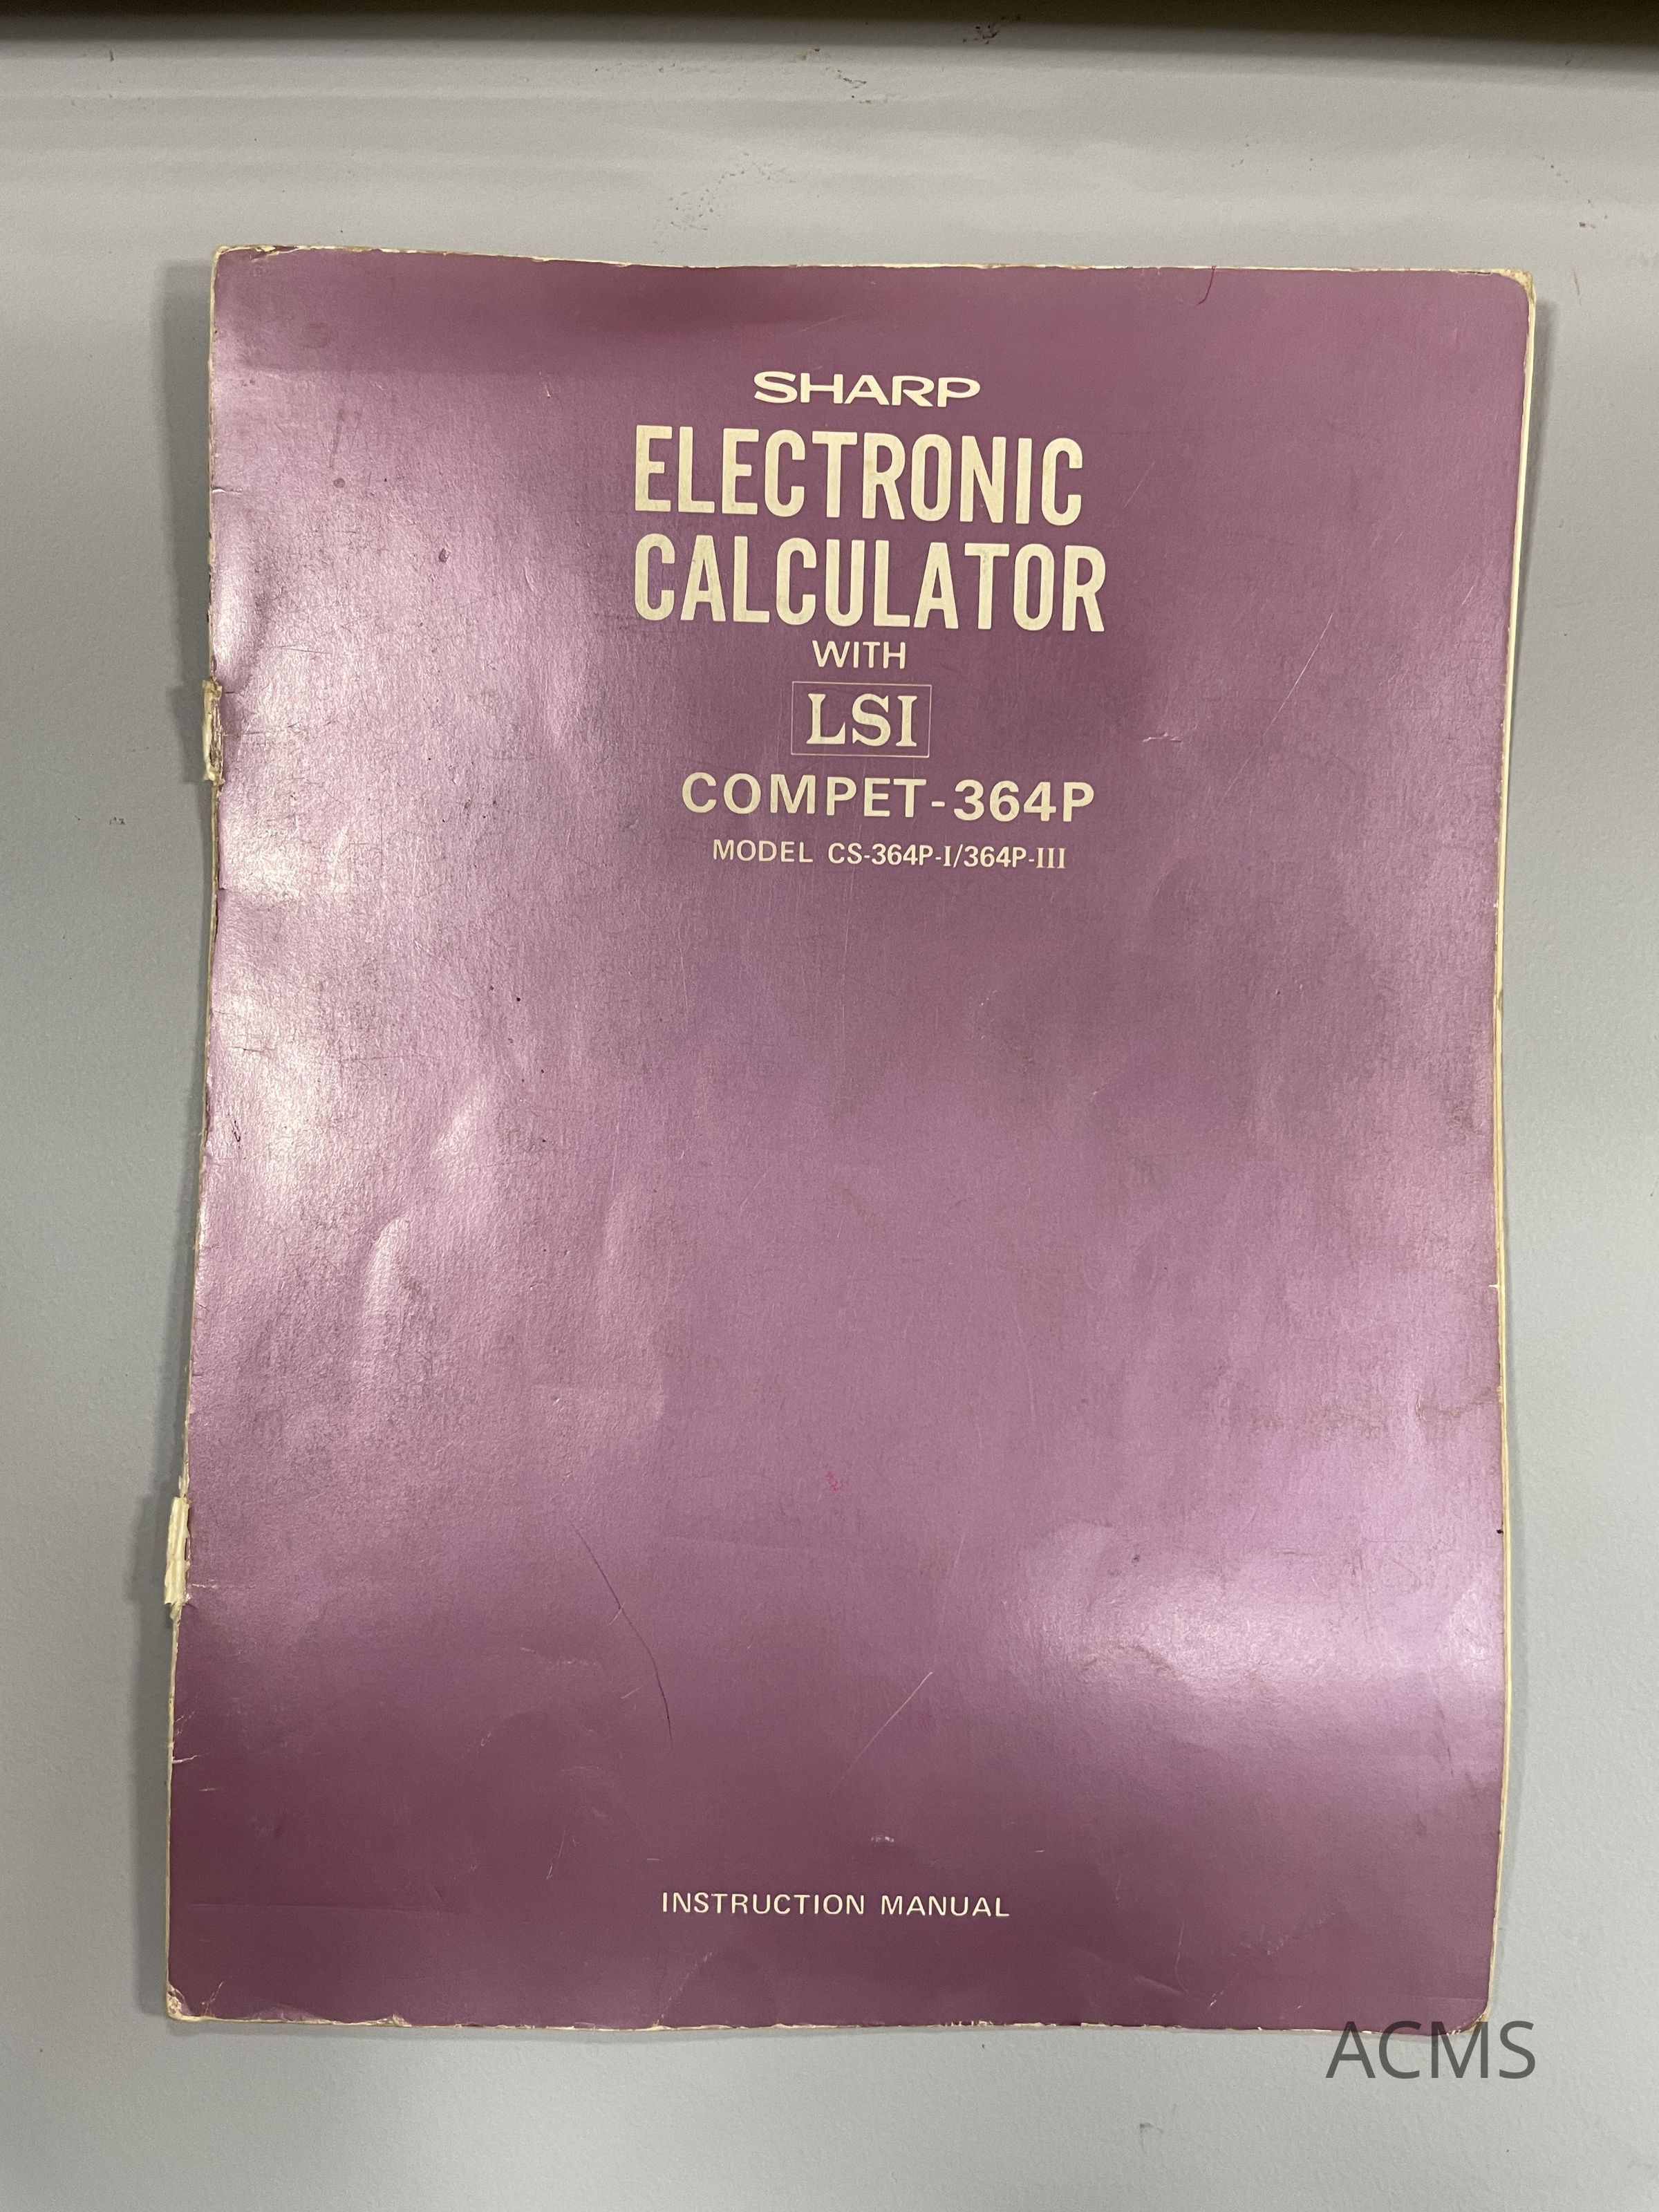 SHARP
ELECTRONIC
CALCULATOR
WITH
LSI
COMPET-364P
MODEL CS-364P-I/364P-III
INSTRUCTION MANUAL
ACMS